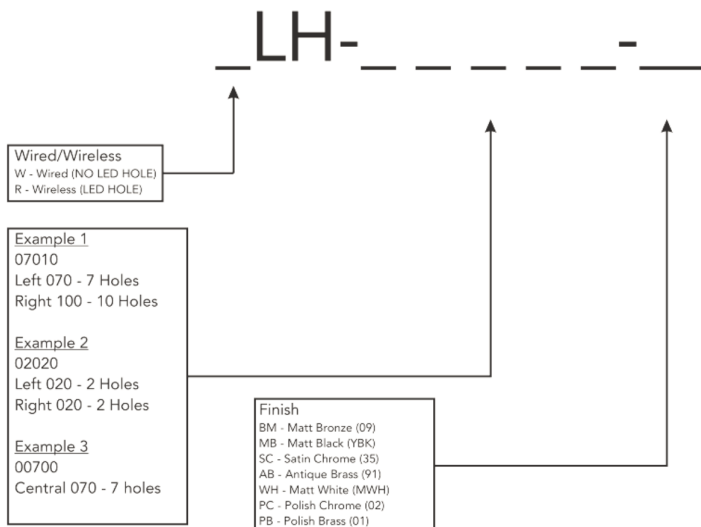 _LH-_ _ _ _ _-__
Wired/Wireless
W - Wired (NO LED HOLE)
R - Wireless (LED HOLE)
Example 1
07010
Left 070 - 7 Holes
Right 100 - 10 Holes
Example 2
02020
Left 020 - 2 Holes
Right 020 - 2 Holes
Example 3
00700
Central 070 - 7 holes
Finish
BM - Matt Bronze (09)
MB - Matt Black (YBK)
SC - Satin Chrome (35)
AB - Antique Brass (91)
WH - Matt White (MWH)
PC - Polish Chrome (02)
PB - Polish Brass (01)